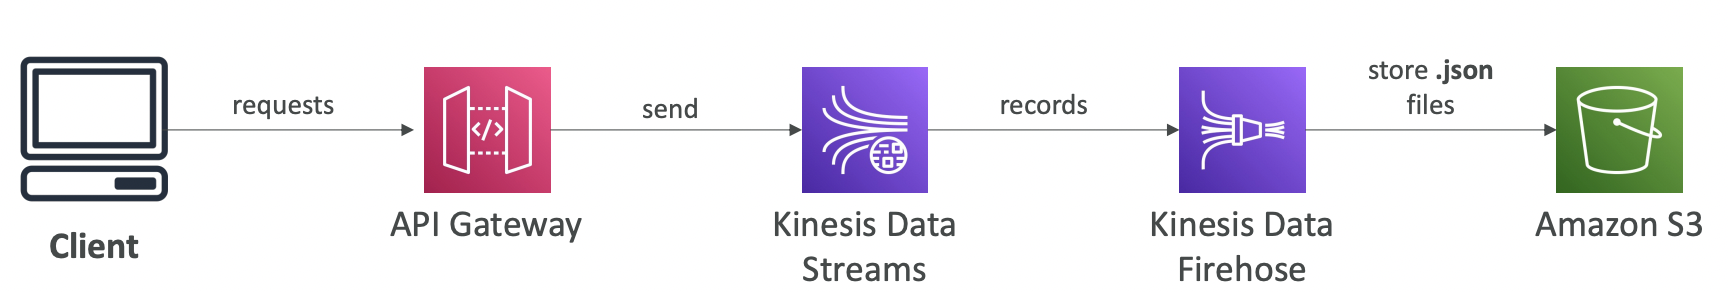 requests
send
records
store .json
files
</>
Client
API Gateway
Kinesis Data
Streams
Kinesis Data
Firehose
Amazon S3